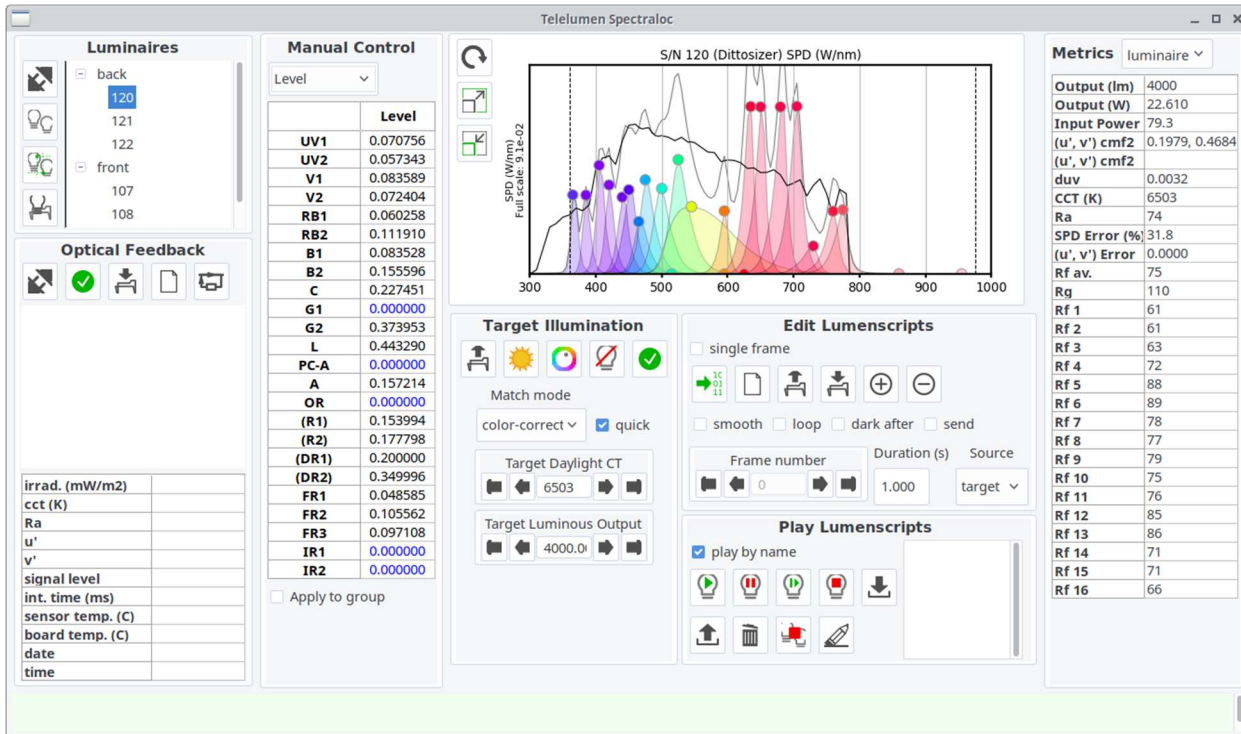 Telelumen Spectraloc
Luminaires
back
120
121
122
front
107
108
Optical Feedback
irrad. (mW/m2)
cct (K)
Ra
u'
v'
signal level
int. time (ms)
sensor temp. (C)
board temp. (C)
date
time
Manual Control
Level
Level
UV1 0.070756
UV2 0.057343
V1 0.083589
V2 0.072404
RB1 0.060258
RB2 0.111910
B1 0.083528
B2 0.155596
C 0.227451
G1 0.000000
G2 0.373953
L 0.443290
PC-A 0.000000
A 0.157214
OR 0.000000
(R1) 0.153994
(R2) 0.177798
(DR1) 0.200000
(DR2) 0.349996
FR1 0.048585
FR2 0.105562
FR3 0.097108
IR1 0.000000
IR2 0.000000
Apply to group
S/N 120 (Dittosizer) SPD (W/nm)
SPD (W/nm)
Full scale: 9.1e-02
300 400 500 600 700 800 900 1000
Target Illumination
Match mode
color-correct quick
Target Daylight CT
6503
Target Luminous Output
4000.0
Edit Lumenscripts
single frame
1C
01
11
smooth loop dark after send
Frame number Duration (s) Source
0 1.000 target
Play Lumenscripts
play by name
Metrics luminaire
Output (lm) 4000
Output (W) 22.610
Input Power 79.3
(u', v') cmf2 0.1979, 0.4684
(u', v') cmf2
duv 0.0032
CCT (K) 6503
Ra 74
SPD Error (%) 31.8
(u', v') Error 0.0000
Rf av. 75
Rg 110
Rf 1 61
Rf 2 61
Rf 3 63
Rf 4 72
Rf 5 88
Rf 6 89
Rf 7 78
Rf 8 77
Rf 9 79
Rf 10 75
Rf 11 76
Rf 12 85
Rf 13 86
Rf 14 71
Rf 15 71
Rf 16 66